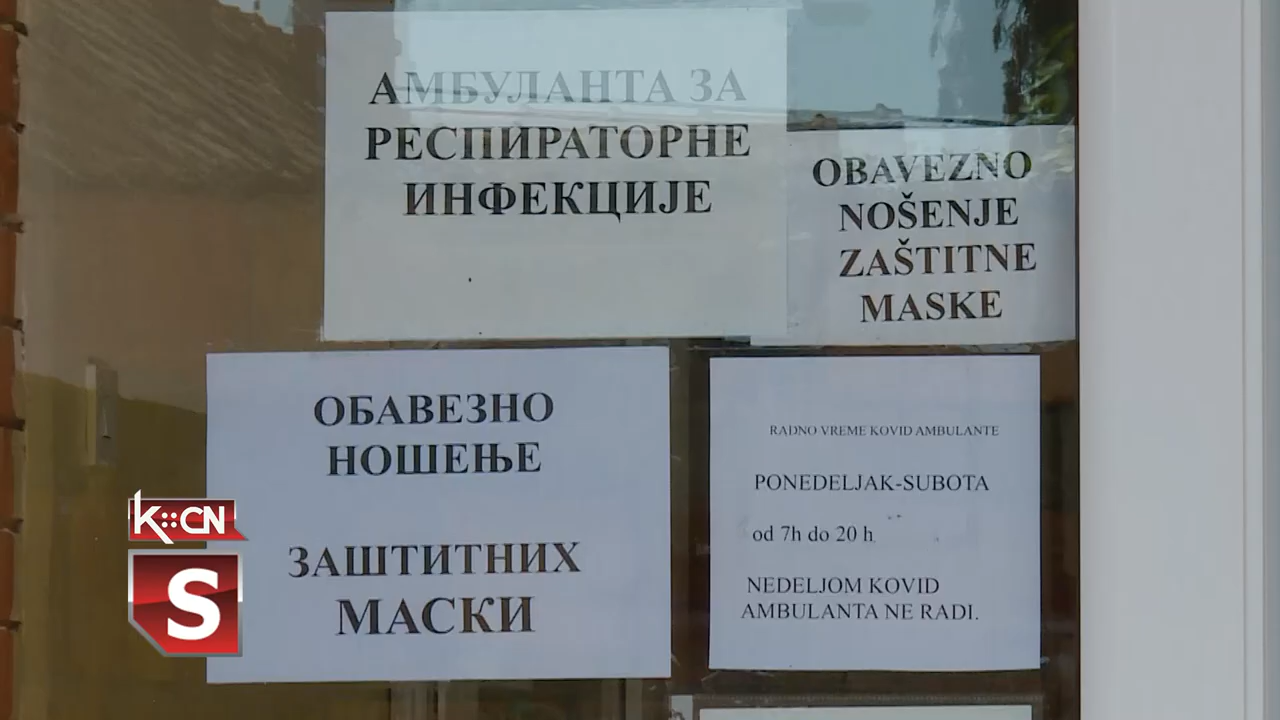 АМБУЛАНТА ЗА
РЕСПИРАТОРНЕ
ИНФЕКЦИЈЕ
OBAVEZNO
NOŠENJE
ZAŠTITNE
MASKE
ОБАВЕЗНО
НОШЕЊЕ
ЗАШТИТНИХ
МАСКИ
RADNO VREME KOVID AMBULANTE
PONEDELJAK-SUBOTA
od 7h do 20 h
NEDELJOM KOVID
AMBULANTA NE RADI.
K::CN
S